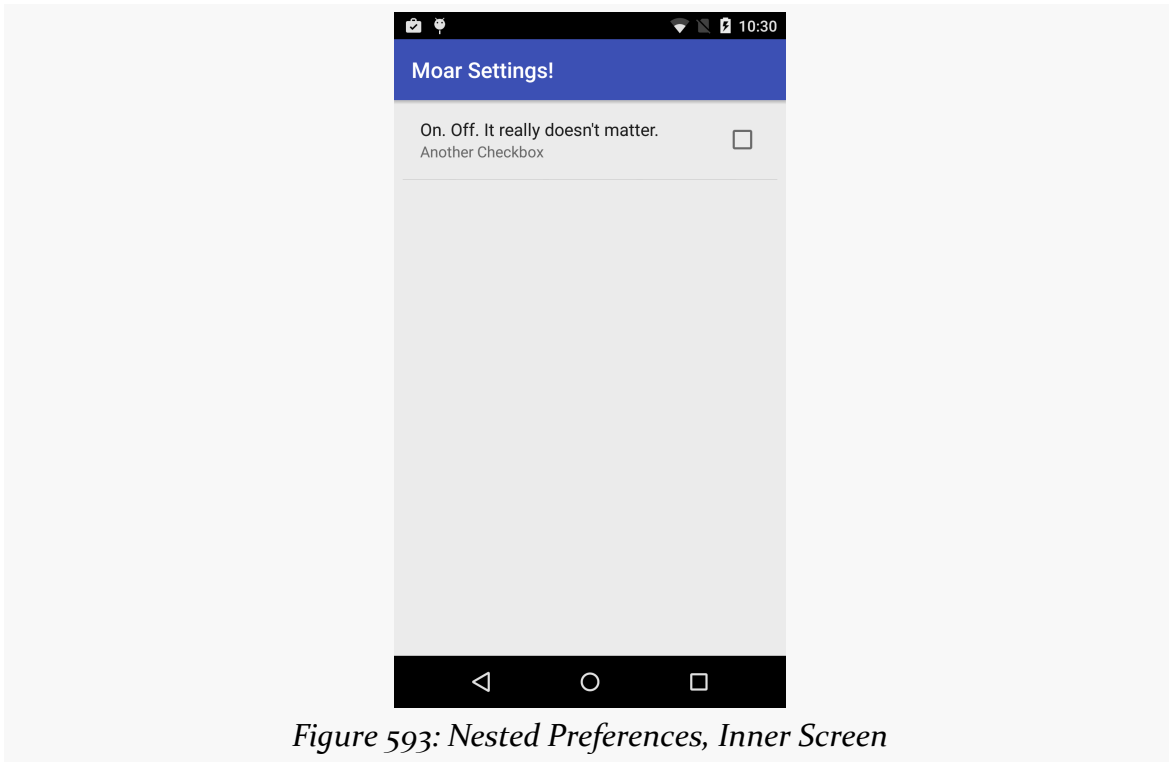 10:30
Moar Settings!
On. Off. It really doesn't matter.
Another Checkbox
Figure 593: Nested Preferences, Inner Screen